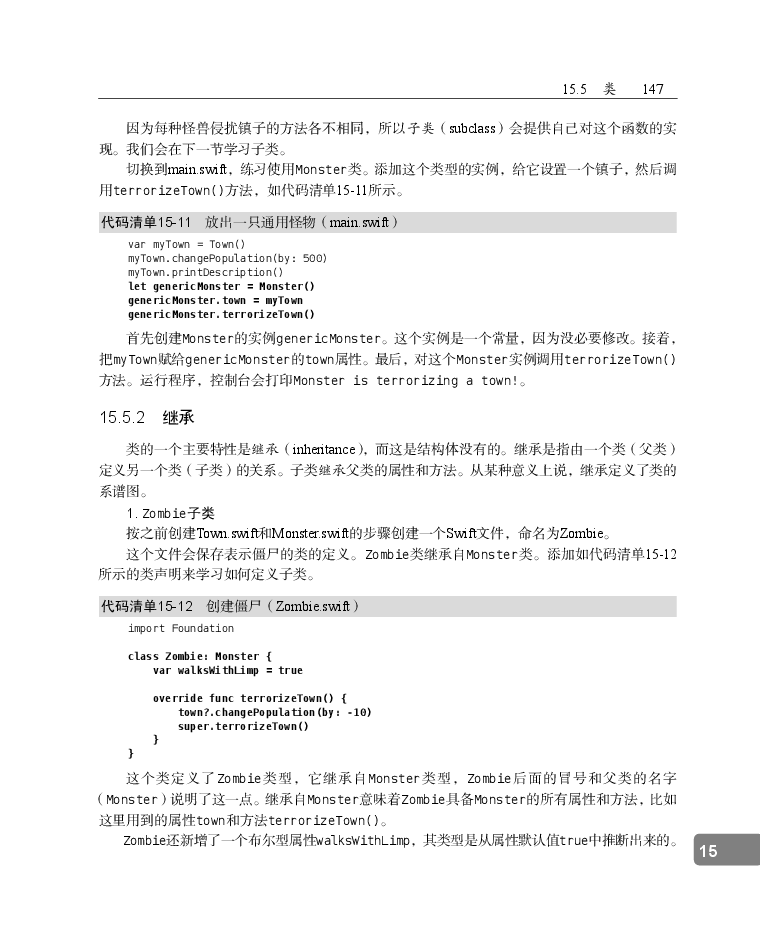 15.5 类 147
因为每种怪兽侵扰镇子的方法各不相同，所以子类（subclass）会提供自己对这个函数的实
现。我们会在下一节学习子类。
切换到main.swift，练习使用Monster类。添加这个类型的实例，给它设置一个镇子，然后调
用terrorizeTown()方法，如代码清单15-11所示。
代码清单15-11 放出一只通用怪物（main.swift）
var myTown = Town()
myTown.changePopulation(by: 500)
myTown.printDescription()
let genericMonster = Monster()
genericMonster.town = myTown
genericMonster.terrorizeTown()
首先创建Monster的实例genericMonster。这个实例是一个常量，因为没必要修改。接着，
把myTown赋给genericMonster的town属性。最后，对这个Monster实例调用terrorizeTown()
方法。运行程序，控制台会打印Monster is terrorizing a town!。
15.5.2 继承
类的一个主要特性是继承（inheritance），而这是结构体没有的。继承是指由一个类（父类）
定义另一个类（子类）的关系。子类继承父类的属性和方法。从某种意义上说，继承定义了类的
系谱图。
1. Zombie子类
按之前创建Town.swift和Monster.swift的步骤创建一个Swift文件，命名为Zombie。
这个文件会保存表示僵尸的类的定义。Zombie类继承自Monster类。添加如代码清单15-12
所示的类声明来学习如何定义子类。
代码清单15-12 创建僵尸（Zombie.swift）
import Foundation
class Zombie: Monster {
var walksWithLimp = true
override func terrorizeTown() {
town?.changePopulation(by: -10)
super.terrorizeTown()
}
}
这个类定义了Zombie类型，它继承自Monster类型，Zombie后面的冒号和父类的名字
（Monster）说明了这一点。继承自Monster意味着Zombie具备Monster的所有属性和方法，比如
这里用到的属性town和方法terrorizeTown()。
Zombie还新增了一个布尔型属性walksWithLimp，其类型是从属性默认值true中推断出来的。
15